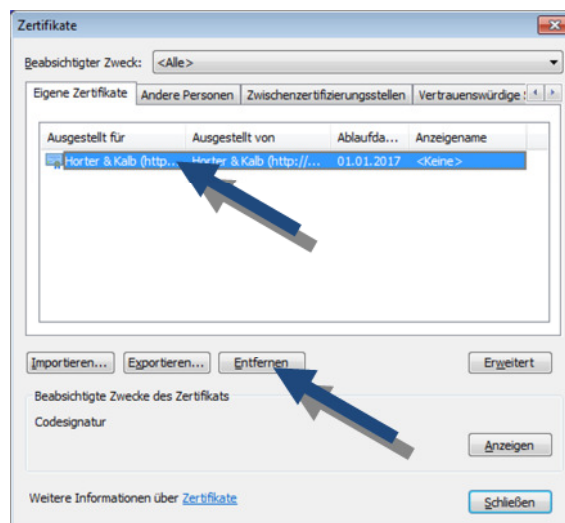 Zertifikate
Beabsichtigter Zweck: <Alle>
Eigene Zertifikate Andere Personen Zwischenzertifizierungsstellen Vertrauenswürdige
Ausgestellt für Ausgestellt von Ablaufda... Anzeigename
Horter & Kalb (http... Horter & Kalb (http://... 01.01.2017 <Keine>
Importieren... Exportieren... Entfernen Erweitert
Beabsichtigte Zwecke des Zertifikats
Codesignatur
Anzeigen
Weitere Informationen über Zertifikate
Schließen